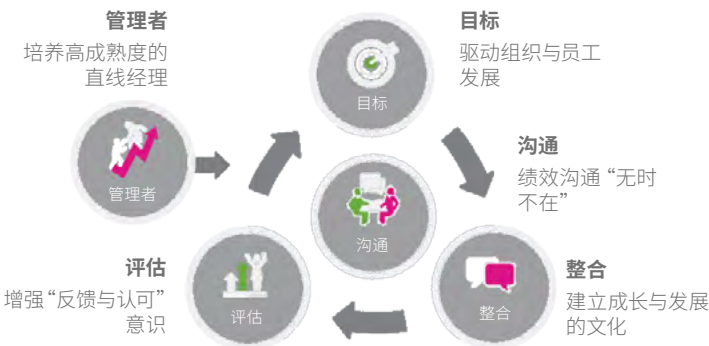 管理者
培养高成熟度的
直线经理
管理者
目标
目标
驱动组织与员工
发展
沟通
绩效沟通“无时
不在”
沟通
评估
增强“反馈与认可”
意识
评估
整合
整合
建立成长与发展
的文化